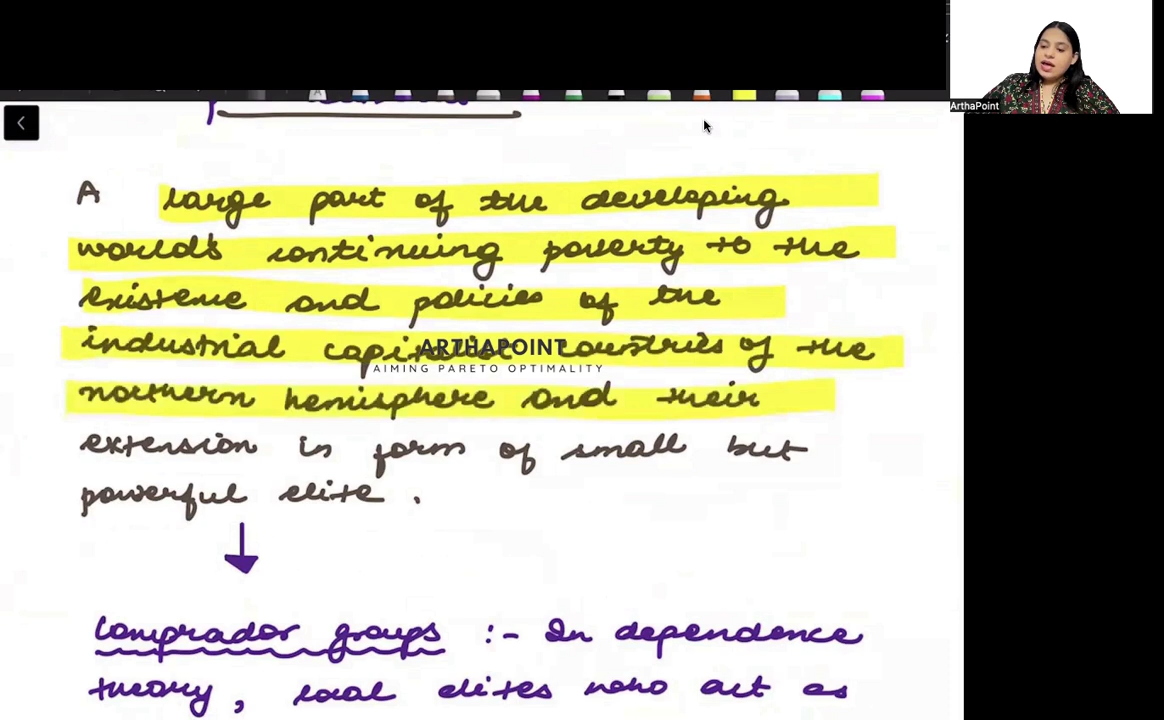 ArthaPoint
A large part of the developing
world's continuing poverty to the
existence and policies of the
industrial capitalist countries of the
ARTHAPOINT
AIMING PARETO OPTIMALITY
northern hemisphere and their
extension in form of small but
powerful elite.
Comprador groups :- In dependence
theory, local elites who act as